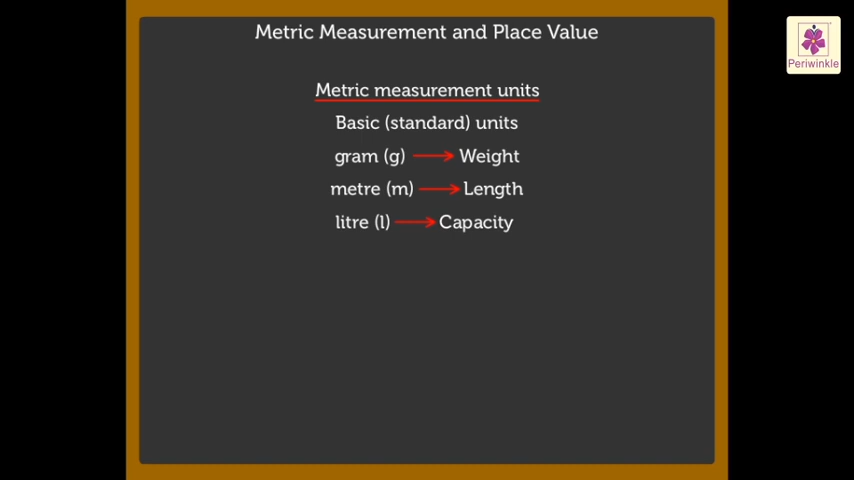 Metric Measurement and Place Value
Periwinkle
Metric measurement units
Basic (standard) units
gram (g) → Weight
metre (m) → Length
litre (l) → Capacity